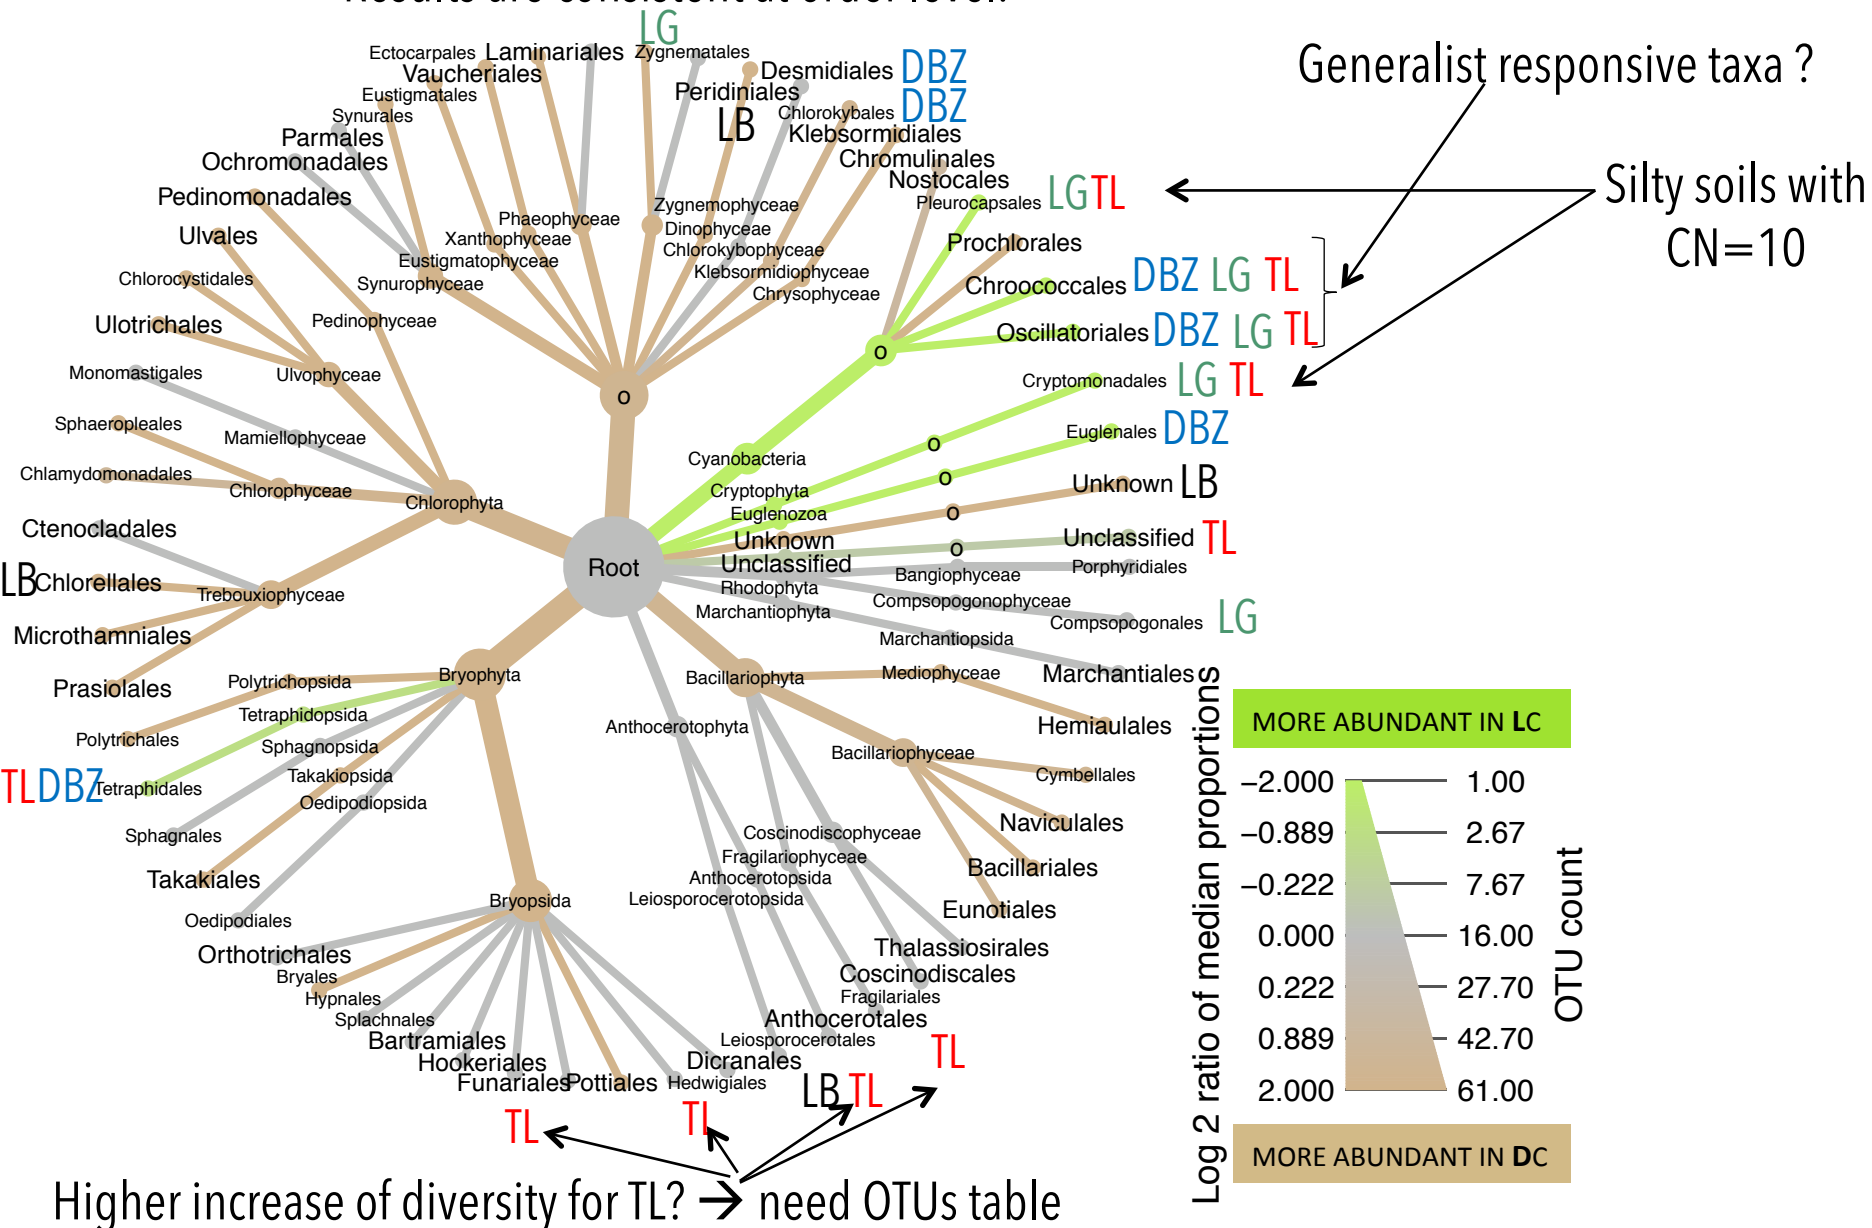 Results are consistent at order level:
LG
Ectocarpales
Laminariales
Zygnematales
Vaucheriales
Desmidiales DBZ
Eustigmatales
Peridiniales
Synurales
LB
Chlorokybales DBZ
Parmales
Klebsormidiales
Ochromonadales
Chromulinales
Pedinomonadales
Nostocales
Ulvales
Pleurocapsales LG TL
Chlorocystidales
Prochlorales
Ulotrichales
Chroococcales DBZ LG TL
Monomastigales
Oscillatoriales DBZ LG TL
Sphaeropleales
Cryptomonadales LG TL
Chlamydomonadales
Euglenales DBZ
Ctenocladales
Unknown LB
LB Chlorellales
Unclassified TL
Microthamniales
Porphyridiales
Prasiolales
Compsopogonales LG
Polytrichales
Marchantiales
TL DBZ Tetraphidales
Hemiaulales
Sphagnales
Cymbellales
Takakiales
Naviculales
Oedipodiales
Bacillariales
Orthotrichales
Eunotiales
Bryales
Thalassiosirales
Hypnales
Coscinodiscales
Splachnales
Fragilariales
Bartramiales
Anthocerotales
Hookeriales
Leiosporocerotales
Funariales
Dicranales
Pottiales
Hedwigiales
TL
TL
LB TL
TL
Generalist responsive taxa ?
Silty soils with
CN=10
Phaeophyceae
Xanthophyceae
Eustigmatophyceae
Synurophyceae
Zygnemophyceae
Dinophyceae
Chlorokybophyceae
Klebsormidiophyceae
Chrysophyceae
Pedinophyceae
Ulvophyceae
Mamiellophyceae
Chlorophyceae
Chlorophyta
Trebouxiophyceae
o
o
Cyanobacteria
Cryptophyta
o
Euglenozoa
o
Unknown
o
Unclassified
o
Root
Rhodophyta
Bangiophyceae
Marchantiophyta
Compsopogonophyceae
Marchantiopsida
Bryophyta
Polytrichopsida
Tetraphidopsida
Sphagnopsida
Takakiopsida
Oedipodiopsida
Bryopsida
Bacillariophyta
Mediophyceae
Bacillariophyceae
Anthocerotophyta
Coscinodiscophyceae
Fragilariophyceae
Anthocerotopsida
Leiosporocerotopsida
Log 2 ratio of median proportions
MORE ABUNDANT IN LC
−2.000 1.00
−0.889 2.67
−0.222 7.67
0.000 16.00
0.222 27.70
0.889 42.70
2.000 61.00
OTU count
MORE ABUNDANT IN DC
Higher increase of diversity for TL? → need OTUs table